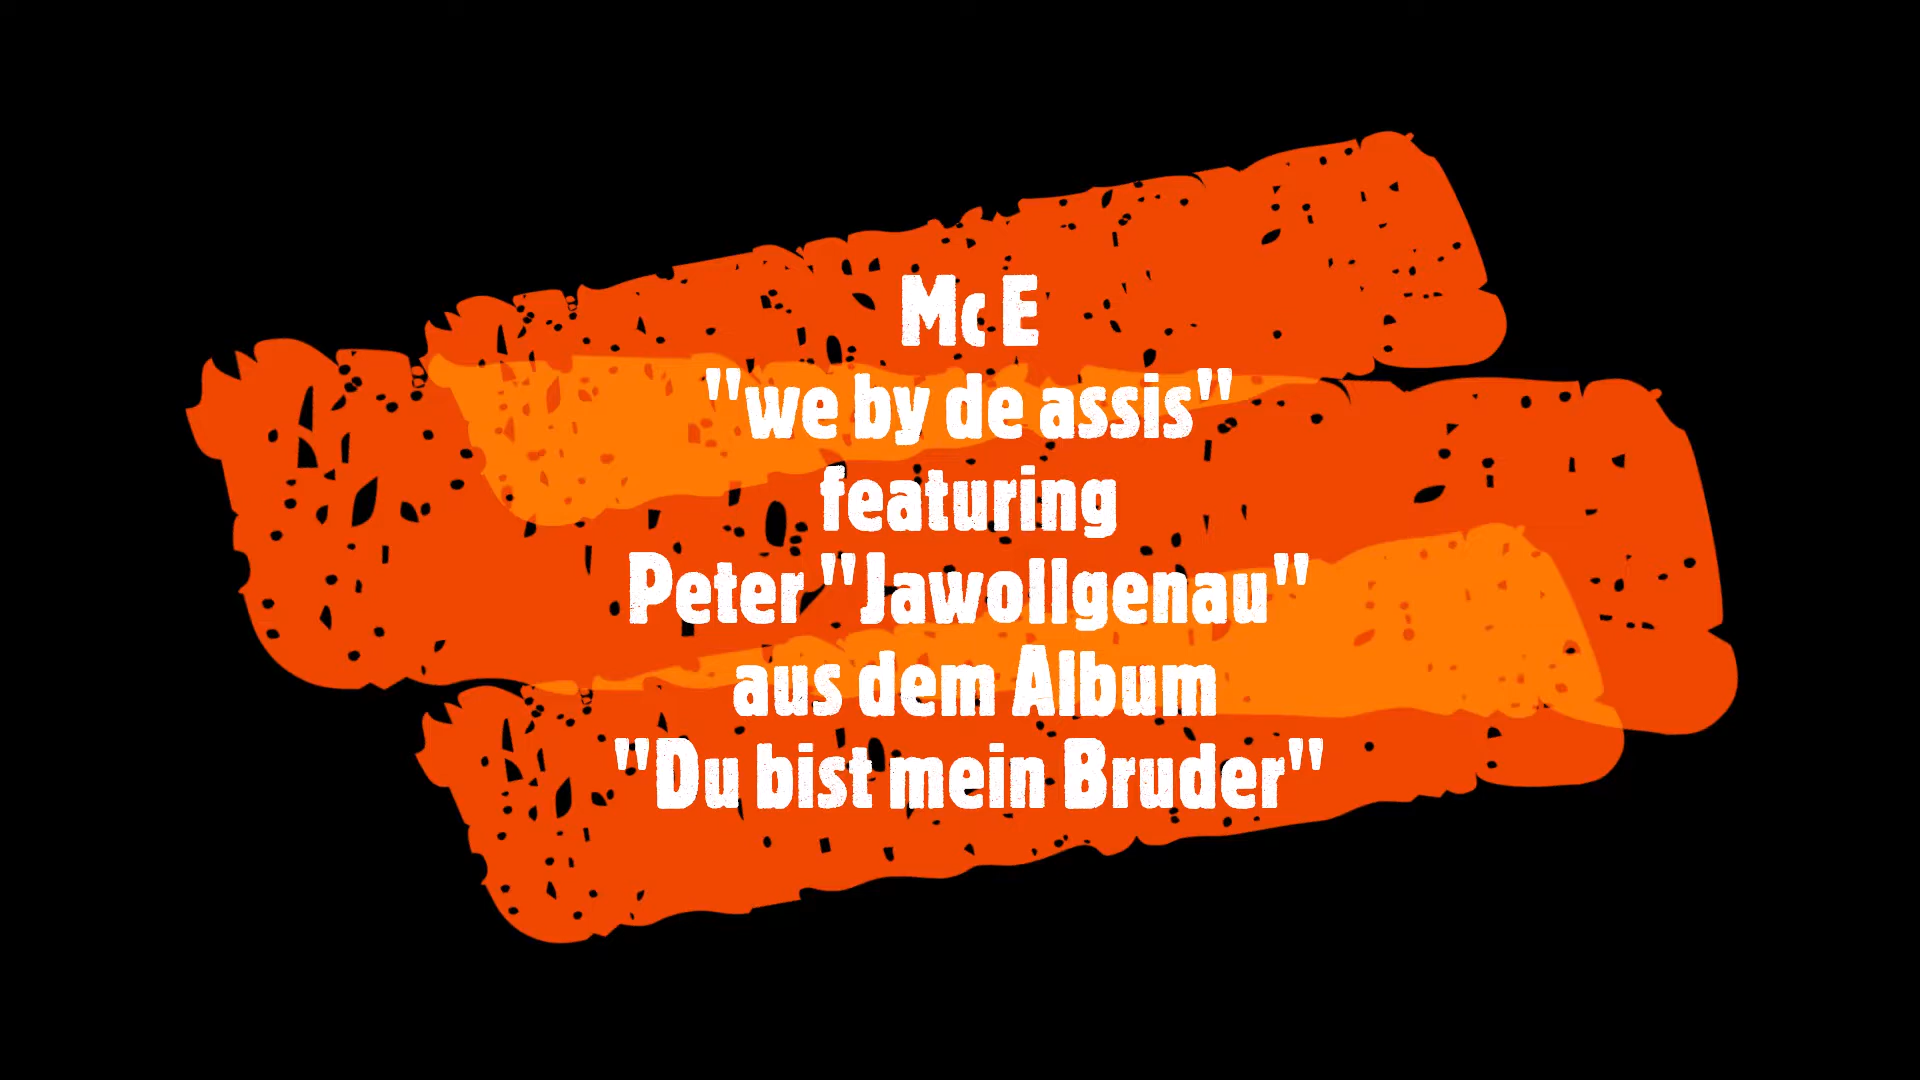 Mc E
"we by de assis"
featuring
Peter "Jawollgenau"
aus dem Album
"Du bist mein Bruder"